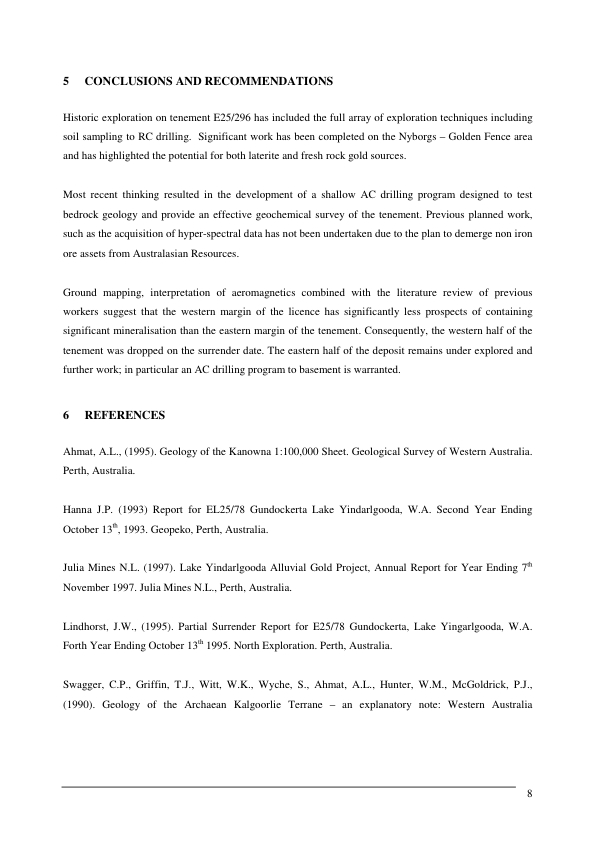 5 CONCLUSIONS AND RECOMMENDATIONS
Historic exploration on tenement E25/296 has included the full array of exploration techniques including
soil sampling to RC drilling. Significant work has been completed on the Nyborgs – Golden Fence area
and has highlighted the potential for both laterite and fresh rock gold sources.
Most recent thinking resulted in the development of a shallow AC drilling program designed to test
bedrock geology and provide an effective geochemical survey of the tenement. Previous planned work,
such as the acquisition of hyper-spectral data has not been undertaken due to the plan to demerge non iron
ore assets from Australasian Resources.
Ground mapping, interpretation of aeromagnetics combined with the literature review of previous
workers suggest that the western margin of the licence has significantly less prospects of containing
significant mineralisation than the eastern margin of the tenement. Consequently, the western half of the
tenement was dropped on the surrender date. The eastern half of the deposit remains under explored and
further work; in particular an AC drilling program to basement is warranted.
6 REFERENCES
Ahmat, A.L., (1995). Geology of the Kanowna 1:100,000 Sheet. Geological Survey of Western Australia.
Perth, Australia.
Hanna J.P. (1993) Report for EL25/78 Gundockerta Lake Yindarlgooda, W.A. Second Year Ending
October 13th, 1993. Geopeko, Perth, Australia.
Julia Mines N.L. (1997). Lake Yindarlgooda Alluvial Gold Project, Annual Report for Year Ending 7th
November 1997. Julia Mines N.L., Perth, Australia.
Lindhorst, J.W., (1995). Partial Surrender Report for E25/78 Gundockerta, Lake Yingarlgooda, W.A.
Forth Year Ending October 13th 1995. North Exploration. Perth, Australia.
Swagger, C.P., Griffin, T.J., Witt, W.K., Wyche, S., Ahmat, A.L., Hunter, W.M., McGoldrick, P.J.,
(1990). Geology of the Archaean Kalgoorlie Terrane – an explanatory note: Western Australia
8